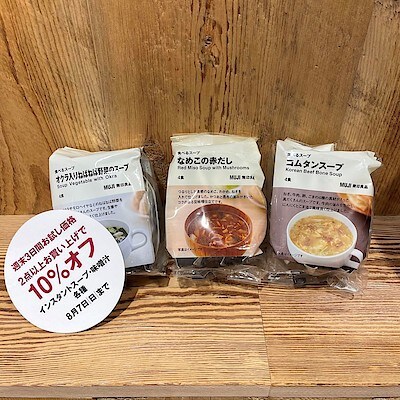 食べるスープ
オクラ入りねばねば野菜のスープ
Soup Vegetable with Okra
4食
MUJI 無印良品
食べるスープ
なめこの赤だし
Red Miso Soup with Mushrooms
4食
MUJI 無印良品
食べるスープ
コムタンスープ
Korean Beef Bone Soup
4食
MUJI 無印良品
週末3日間お試し価格
2点以上お買い上げで
10%オフ
インスタントスープ・味噌汁
各種
8月7日 日 まで